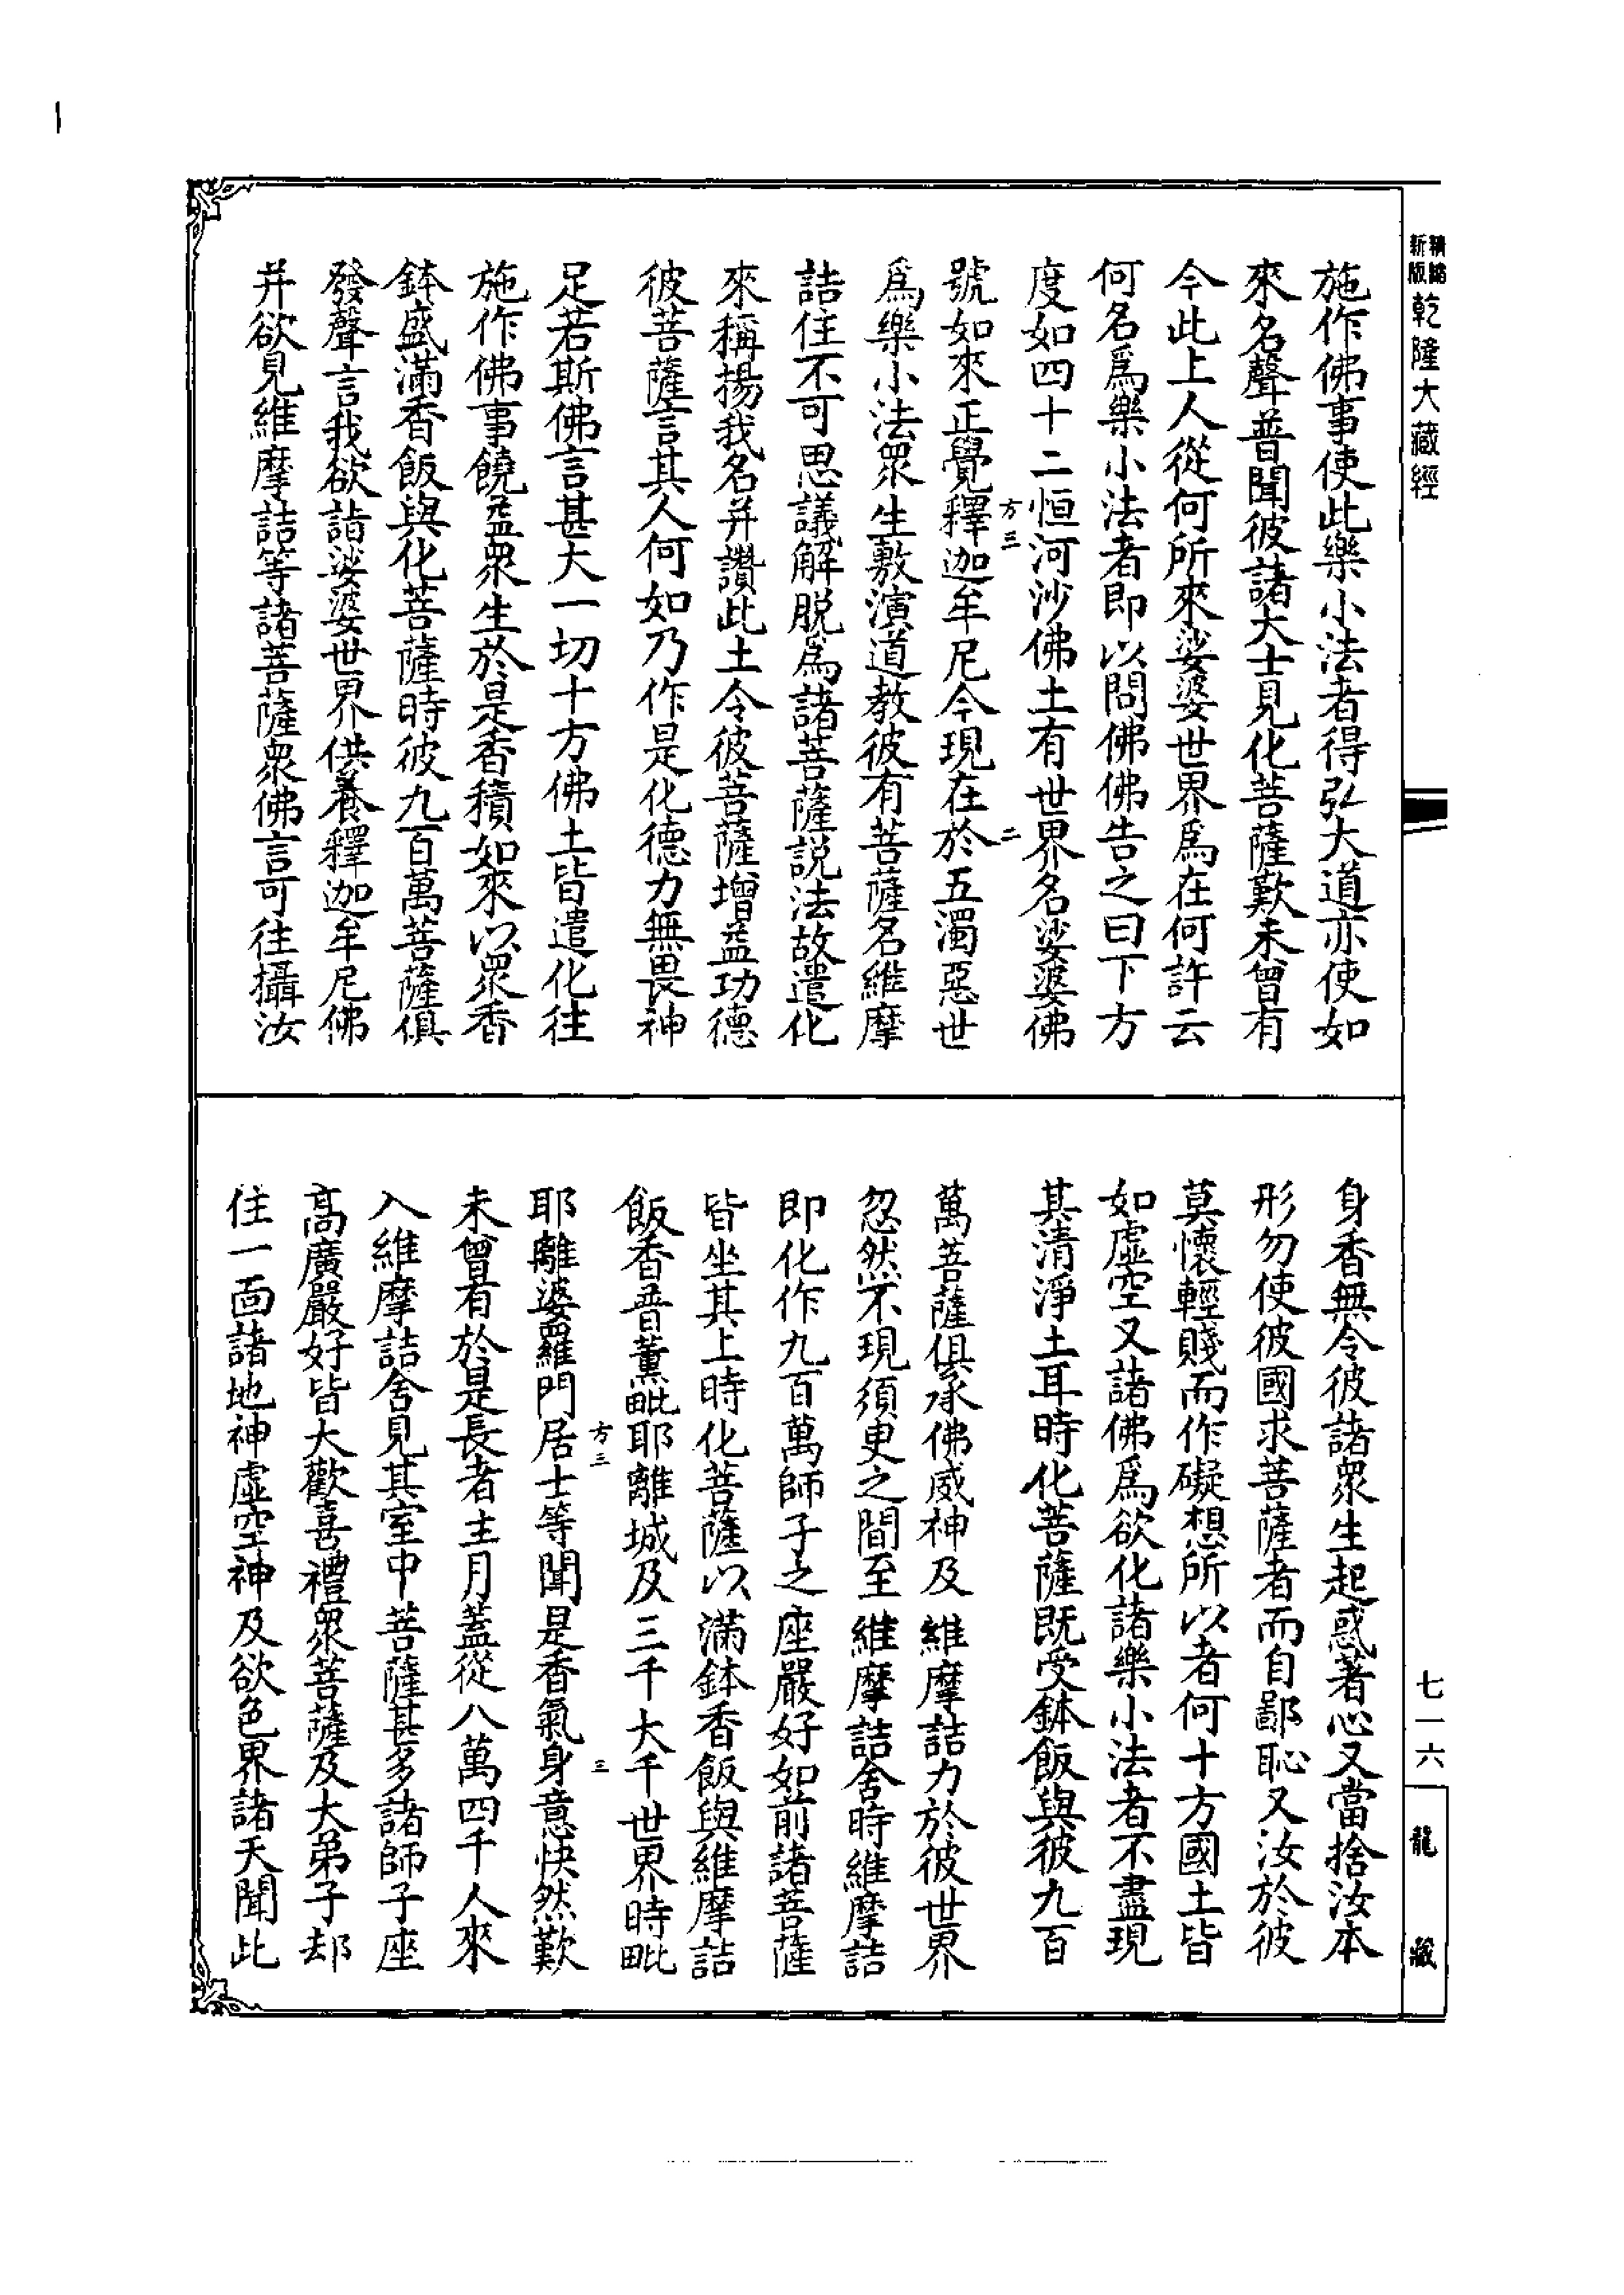 新版精縮乾隆大藏經
施作佛事使此樂小法者得弘大道亦使如
來名聲普聞彼諸大士見化菩薩歎未曾有
今此上人從何所來娑婆世界爲在何許云
何名爲樂小法者即以問佛佛告之曰下方
度如四十二恒河沙佛土有世界名娑婆佛
方三 二
號如來正覺釋迦牟尼今現在於五濁惡世
爲樂小法眾生敷演道教彼有菩薩名維摩
詰住不可思議解脫爲諸菩薩說法故遣化
來稱揚我名并讚此土令彼菩薩增益功德
彼菩薩言其人何如乃作是化德力無畏神
足若斯佛言甚大一切十方佛土皆遣化往
施作佛事饒益眾生於是香積如來以眾香
鉢盛滿香飯與化菩薩時彼九百萬菩薩俱
發聲言我欲詣娑婆世界供養釋迦牟尼佛
并欲見維摩詰等諸菩薩眾佛言可往攝汝
身香無令彼諸眾生起惑著心又當捨汝本
形勿使彼國求菩薩者而自鄙恥又汝於彼
莫懷輕賤而作礙想所以者何十方國土皆
如虛空又諸佛爲欲化諸樂小法者不盡現
其清淨土耳時化菩薩既受鉢飯與彼九百
萬菩薩俱承佛威神及維摩詰力於彼世界
忽然不現須臾之間至維摩詰舍時維摩詰
即化作九百萬師子之座嚴好如前諸菩薩
皆坐其上時化菩薩以滿鉢香飯與維摩詰
飯香普薰毗耶離城及三千大千世界時毗
方三 三
耶離婆羅門居士等聞是香氣身意快然歎
未曾有於是長者主月蓋從八萬四千人來
入維摩詰舍見其室中菩薩甚多諸師子座
高廣嚴好皆大歡喜禮眾菩薩及大弟子却
住一面諸地神虛空神及欲色界諸天聞此
七一六
龍藏